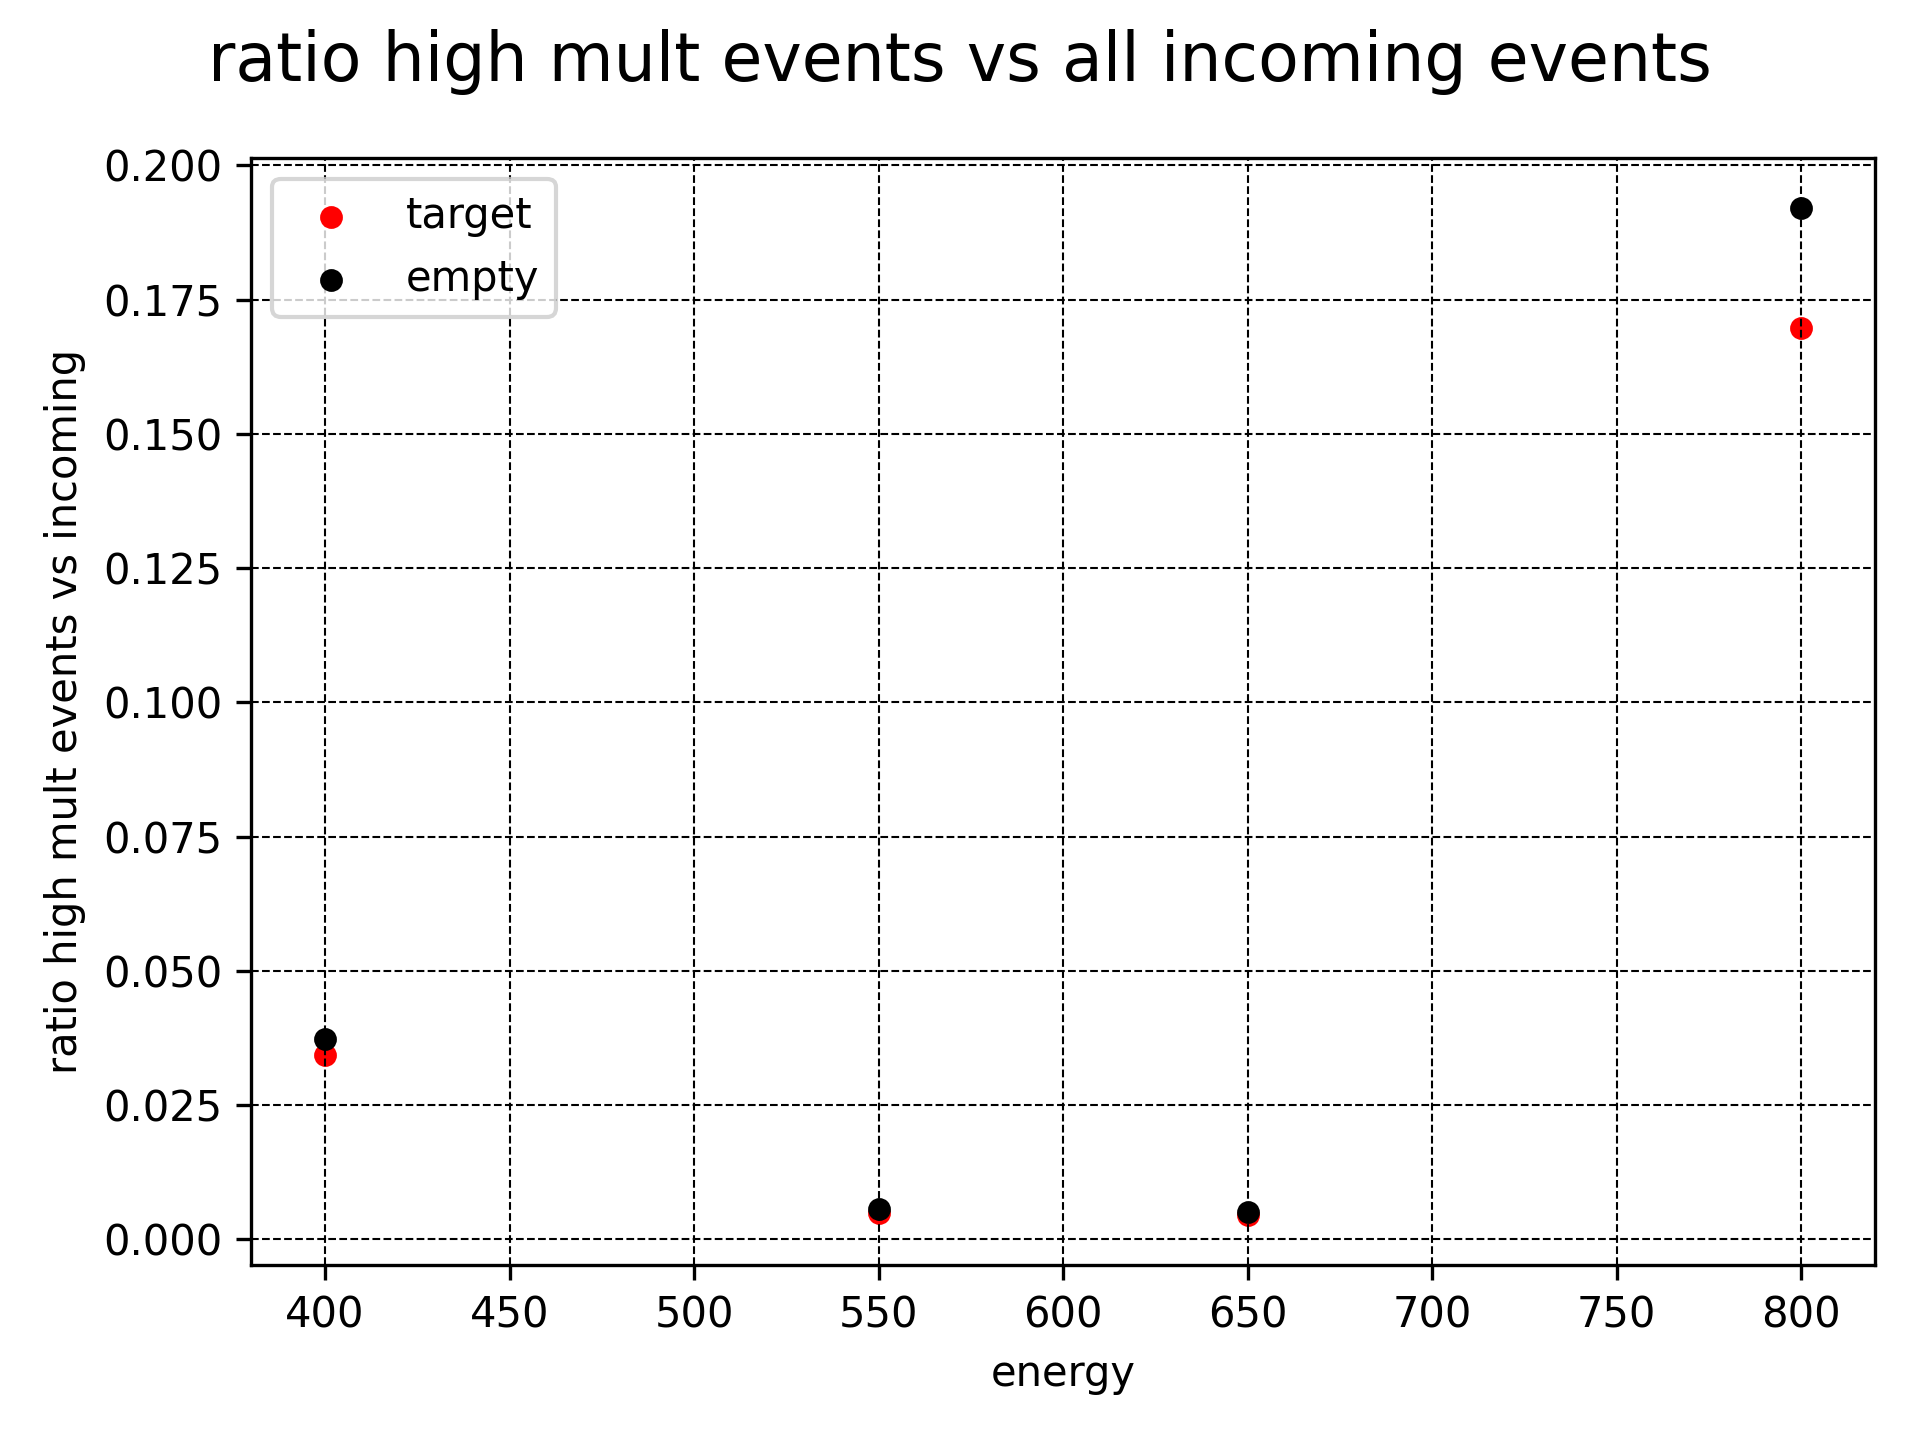 ratio high mult events vs all incoming events
target
empty
ratio high mult events vs incoming
0.200
0.175
0.150
0.125
0.100
0.075
0.050
0.025
0.000
400 450 500 550 600 650 700 750 800
energy